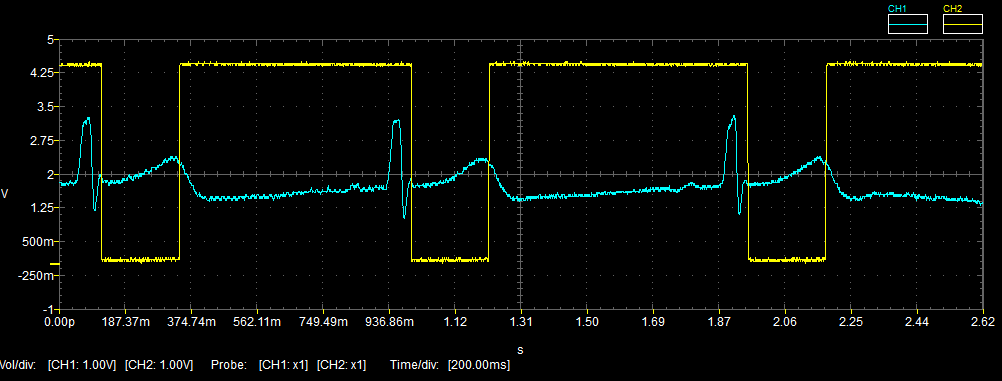 CH1 CH2
5
4.25
3.5
2.75
2
V
1.25
500m
-250m
-1
0.00p 187.37m 374.74m 562.11m 749.49m 936.86m 1.12 1.31 1.50 1.69 1.87 2.06 2.25 2.44 2.62
s
Vol/div: [CH1: 1.00V] [CH2: 1.00V] Probe: [CH1: x1] [CH2: x1] Time/div: [200.00ms]